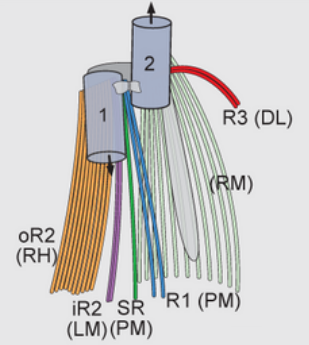 2
1
R3 (DL)
(RM)
oR2
(RH)
iR2
(LM)
SR
(PM)
R1 (PM)